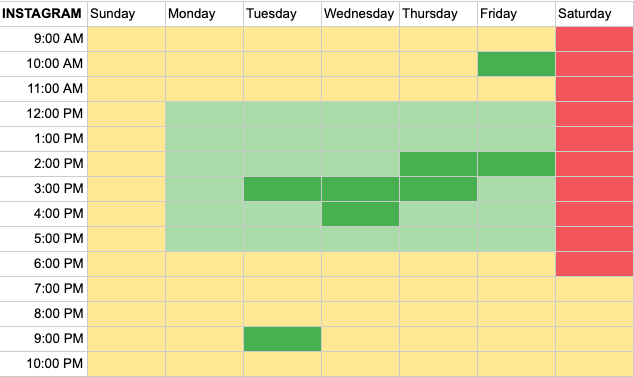 INSTAGRAM Sunday Monday Tuesday Wednesday Thursday Friday Saturday
9:00 AM
10:00 AM
11:00 AM
12:00 PM
1:00 PM
2:00 PM
3:00 PM
4:00 PM
5:00 PM
6:00 PM
7:00 PM
8:00 PM
9:00 PM
10:00 PM